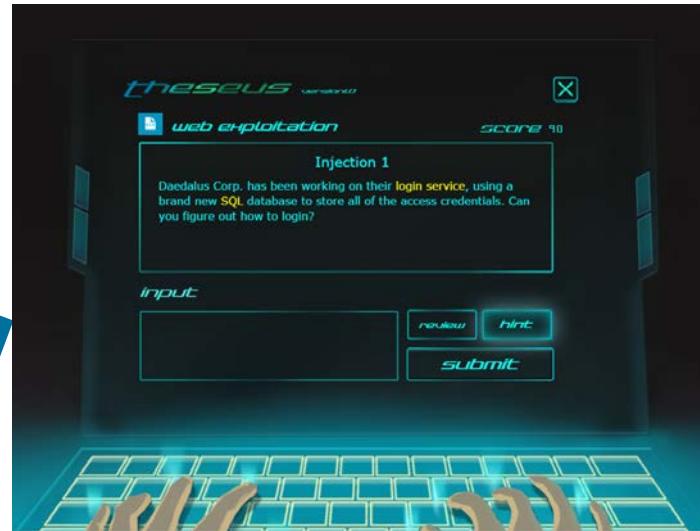 theseus
web exploitation
score 90
Injection 1
Daedalus Corp. has been working on their login service, using a
brand new SQL database to store all of the access credentials. Can
you figure out how to login?
input
review hint
submit